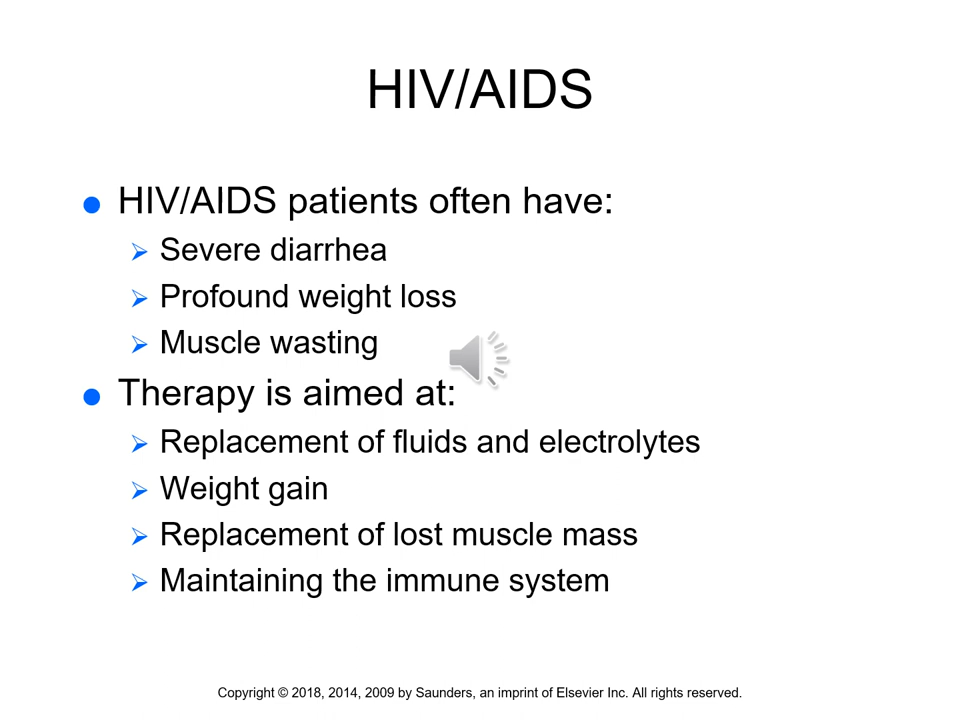 HIV/AIDS
HIV/AIDS patients often have:
Severe diarrhea
Profound weight loss
Muscle wasting
Therapy is aimed at:
Replacement of fluids and electrolytes
Weight gain
Replacement of lost muscle mass
Maintaining the immune system
Copyright © 2018, 2014, 2009 by Saunders, an imprint of Elsevier Inc. All rights reserved.